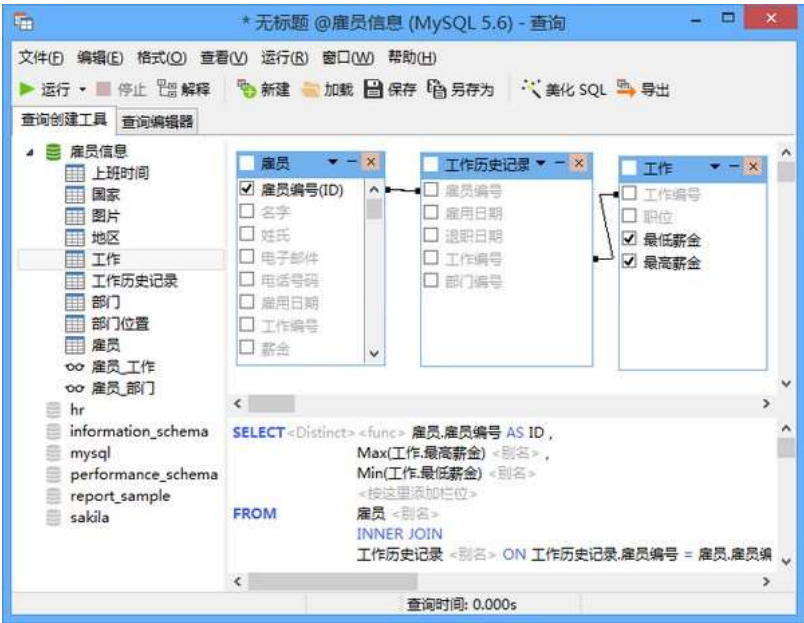 * 无标题 @雇员信息 (MySQL 5.6) - 查询
文件(F) 编辑(E) 格式(O) 查看(V) 运行(R) 窗口(W) 帮助(H)
运行 停止 解释 新建 加载 保存 另存为 美化 SQL 导出
查询创建工具 查询编辑器
雇员信息
上班时间
国家
图片
地区
工作
工作历史记录
部门
部门位置
雇员
雇员_工作
雇员_部门
hr
information_schema
mysql
performance_schema
report_sample
sakila
雇员
雇员编号(ID)
名字
姓氏
电子邮件
电话号码
雇用日期
工作编号
薪金
工作历史记录
雇员编号
雇用日期
退职日期
工作编号
部门编号
工作
工作编号
职位
最低薪金
最高薪金
SELECT <Distinct> <func> 雇员.雇员编号 AS ID ,
Max(工作.最高薪金) <别名> ,
Min(工作.最低薪金) <别名>
<按这里添加栏位>
FROM 雇员 <别名>
INNER JOIN
工作历史记录 <别名> ON 工作历史记录.雇员编号 = 雇员.雇员编
查询时间: 0.000s